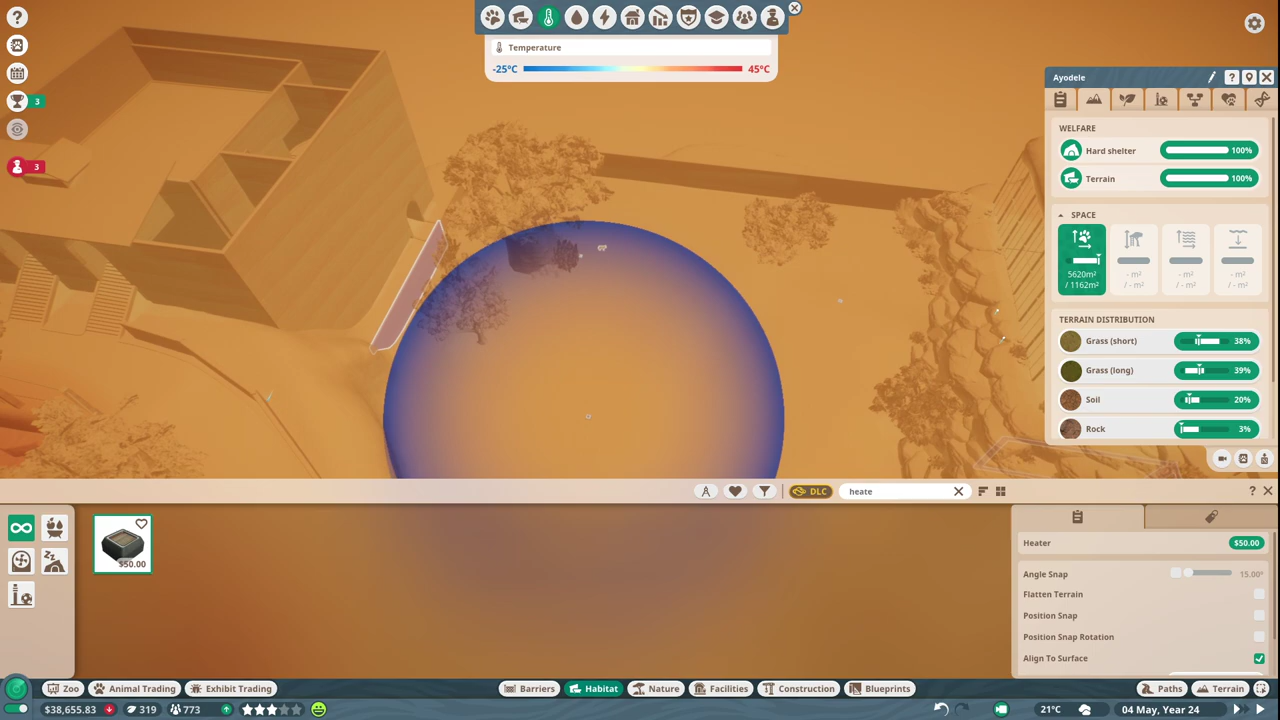 Temperature
-25°C
45°C
?
3
3
Ayodele
?
WELFARE
Hard shelter 100%
Terrain 100%
SPACE
5620m² - m² - m² - m²
/ 1162m² / - m² / - m² / - m²
TERRAIN DISTRIBUTION
Grass (short) 38%
Grass (long) 39%
Soil 20%
Rock 3%
DLC heate ?
$50.00
Heater $50.00
Angle Snap 15.00°
Flatten Terrain
Position Snap
Position Snap Rotation
Align To Surface
Zoo Animal Trading Exhibit Trading Barriers Habitat Nature Facilities Construction Blueprints Paths Terrain
$38,655.83 319 773 21°C 04 May, Year 24